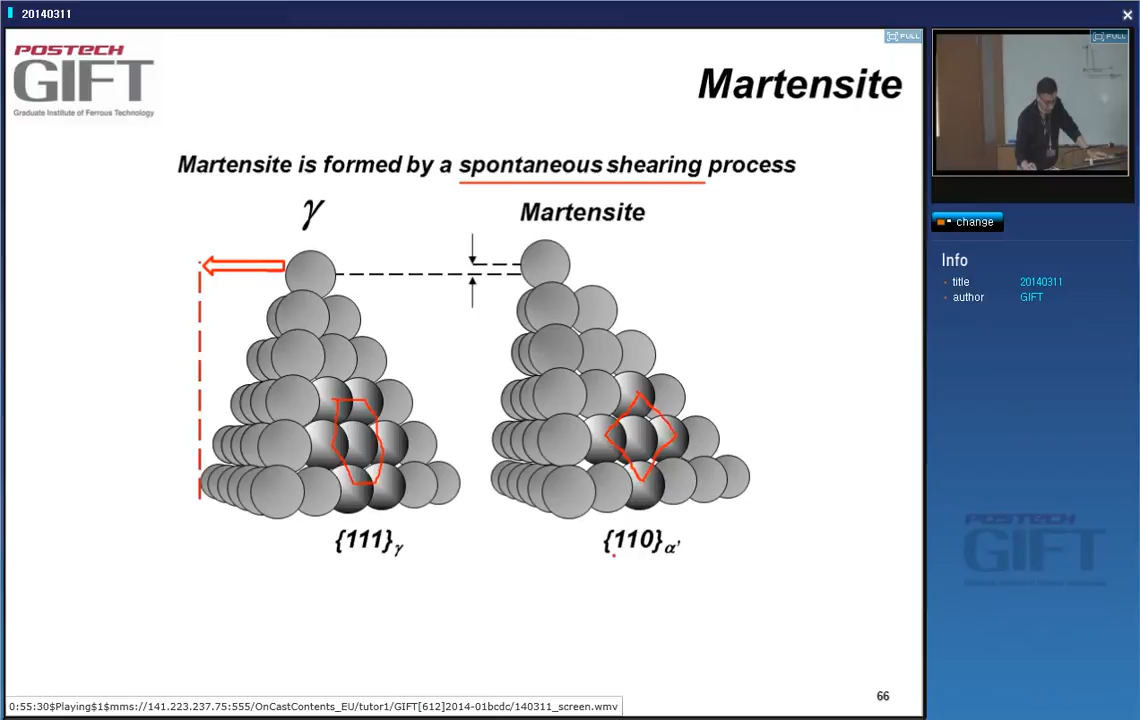 20140311
POSTECH
GIFT
Graduate Institute of Ferrous Technology
FULL
Martensite
Martensite is formed by a spontaneous shearing process
γ
Martensite
{111}γ
{110}α'
66
0:55:30$Playing$1$mms://141.223.237.75:555/OnCastContents_EU/tutor1/GIFT[612]2014-01bcdc/140311_screen.wmv
FULL
change
Info
title 20140311
author GIFT
POSTECH
GIFT